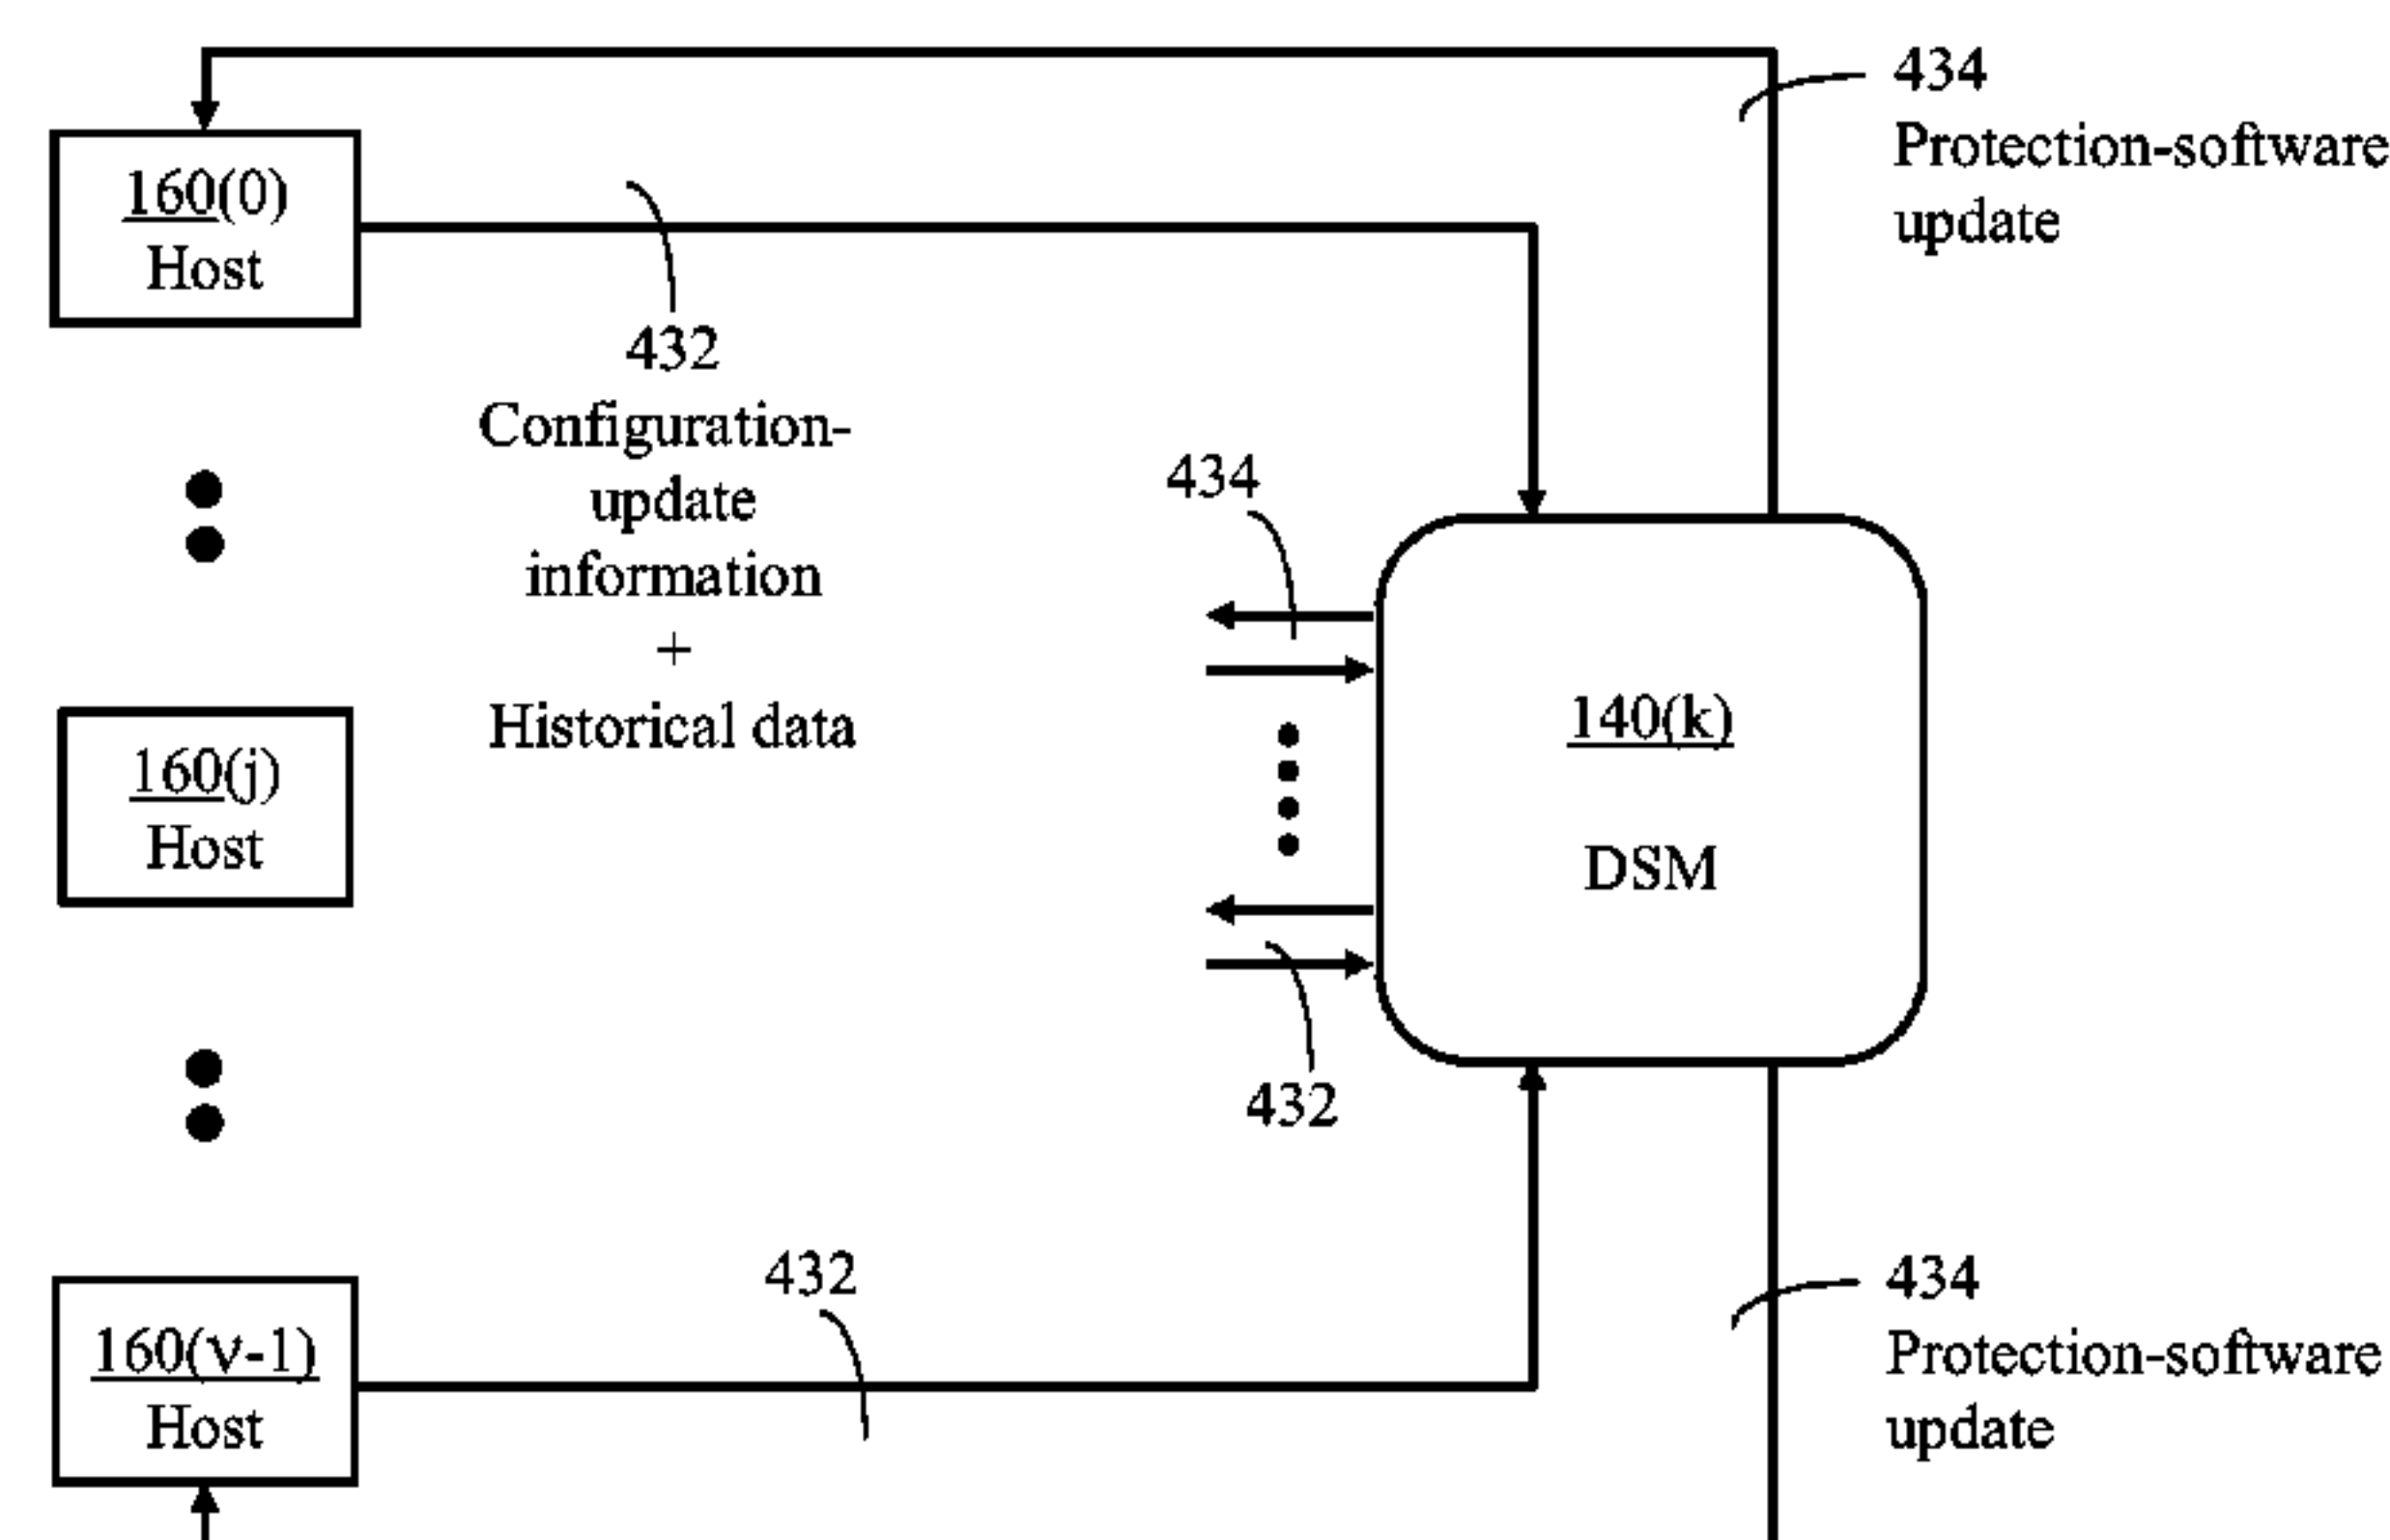 434
Protection-software
update
160(0)
Host
432
Configuration-
update
information
+
Historical data
434
160(j)
Host
140(k)
DSM
432
432
160(ν-1)
Host
434
Protection-software
update